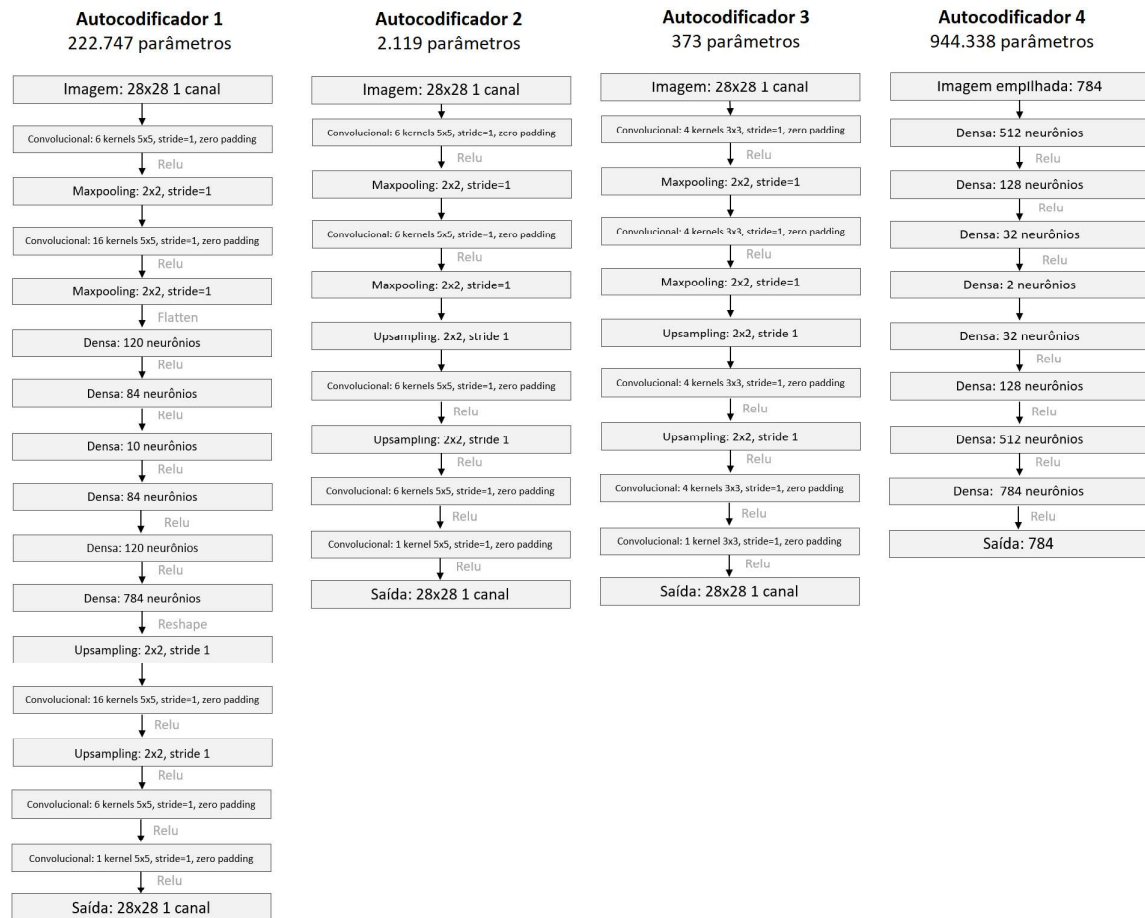 Autocodificador 1
222.747 parâmetros
Imagem: 28x28 1 canal
Convolucional: 6 kernels 5x5, stride=1, zero padding
Relu
Maxpooling: 2x2, stride=1
Convolucional: 16 kernels 5x5, stride=1, zero padding
Relu
Maxpooling: 2x2, stride=1
Flatten
Densa: 120 neurônios
Relu
Densa: 84 neurônios
Relu
Densa: 10 neurônios
Relu
Densa: 84 neurônios
Relu
Densa: 120 neurônios
Relu
Densa: 784 neurônios
Reshape
Upsampling: 2x2, stride 1
Convolucional: 16 kernels 5x5, stride=1, zero padding
Relu
Upsampling: 2x2, stride 1
Relu
Convolucional: 6 kernels 5x5, stride=1, zero padding
Relu
Convolucional: 1 kernel 5x5, stride=1, zero padding
Relu
Saída: 28x28 1 canal
Autocodificador 2
2.119 parâmetros
Imagem: 28x28 1 canal
Convolucional: 6 kernels 5x5, stride=1, zero padding
Relu
Maxpooling: 2x2, stride=1
Convolucional: 6 kernels 5x5, stride=1, zero padding
Relu
Maxpooling: 2x2, stride=1
Upsampling: 2x2, stride 1
Convolucional: 6 kernels 5x5, stride=1, zero padding
Relu
Upsampling: 2x2, stride 1
Relu
Convolucional: 6 kernels 5x5, stride=1, zero padding
Relu
Convolucional: 1 kernel 5x5, stride=1, zero padding
Relu
Saída: 28x28 1 canal
Autocodificador 3
373 parâmetros
Imagem: 28x28 1 canal
Convolucional: 4 kernels 3x3, stride=1, zero padding
Relu
Maxpooling: 2x2, stride=1
Convolucional: 4 kernels 3x3, stride=1, zero padding
Relu
Maxpooling: 2x2, stride=1
Upsampling: 2x2, stride 1
Convolucional: 4 kernels 3x3, stride=1, zero padding
Relu
Upsampling: 2x2, stride 1
Relu
Convolucional: 4 kernels 3x3, stride=1, zero padding
Relu
Convolucional: 1 kernel 3x3, stride=1, zero padding
Relu
Saída: 28x28 1 canal
Autocodificador 4
944.338 parâmetros
Imagem empilhada: 784
Densa: 512 neurônios
Relu
Densa: 128 neurônios
Relu
Densa: 32 neurônios
Relu
Densa: 2 neurônios
Densa: 32 neurônios
Relu
Densa: 128 neurônios
Relu
Densa: 512 neurônios
Relu
Densa: 784 neurônios
Relu
Saída: 784